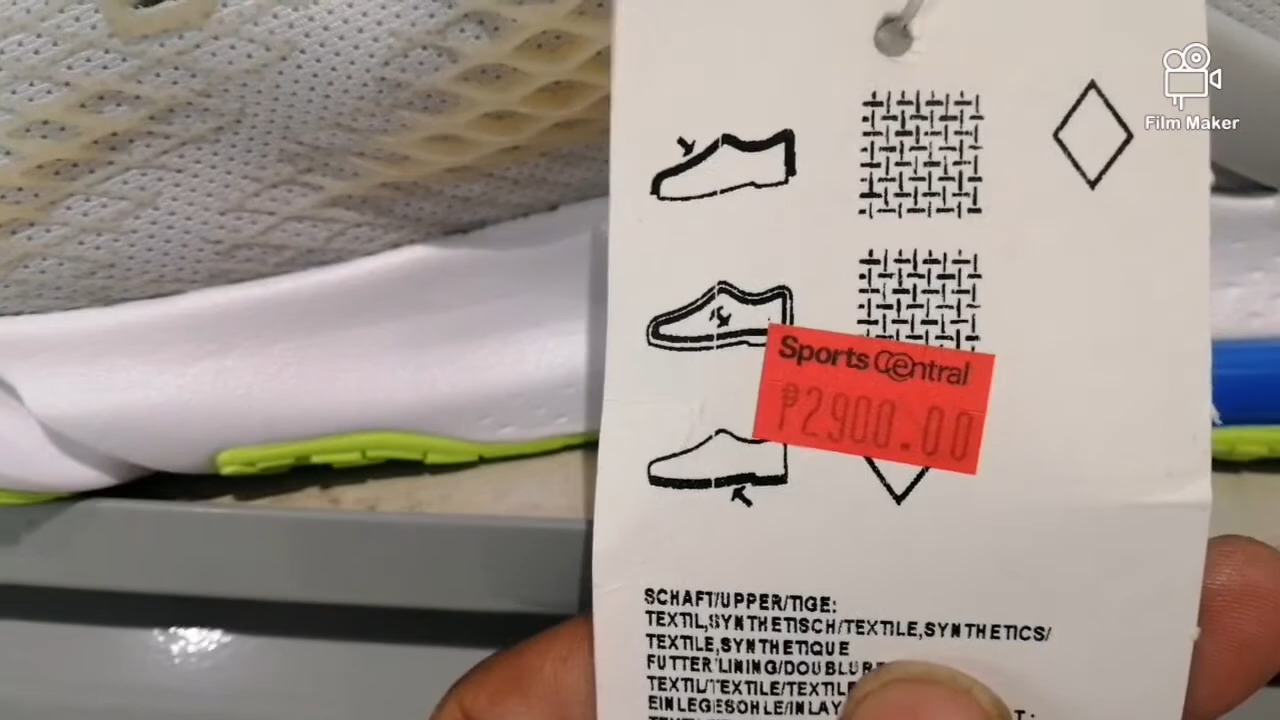 Film Maker
Sports Central
₱2900.00
SCHAFT/UPPER/TIGE:
TEXTIL,SYNTHETISCH/TEXTILE,SYNTHETICS/
TEXTILE,SYNTHETIQUE
FUTTER/LINING/DOUBLURE
TEXTIL/TEXTILE/TEXTILE
EINLEGESOHLE/INLAY